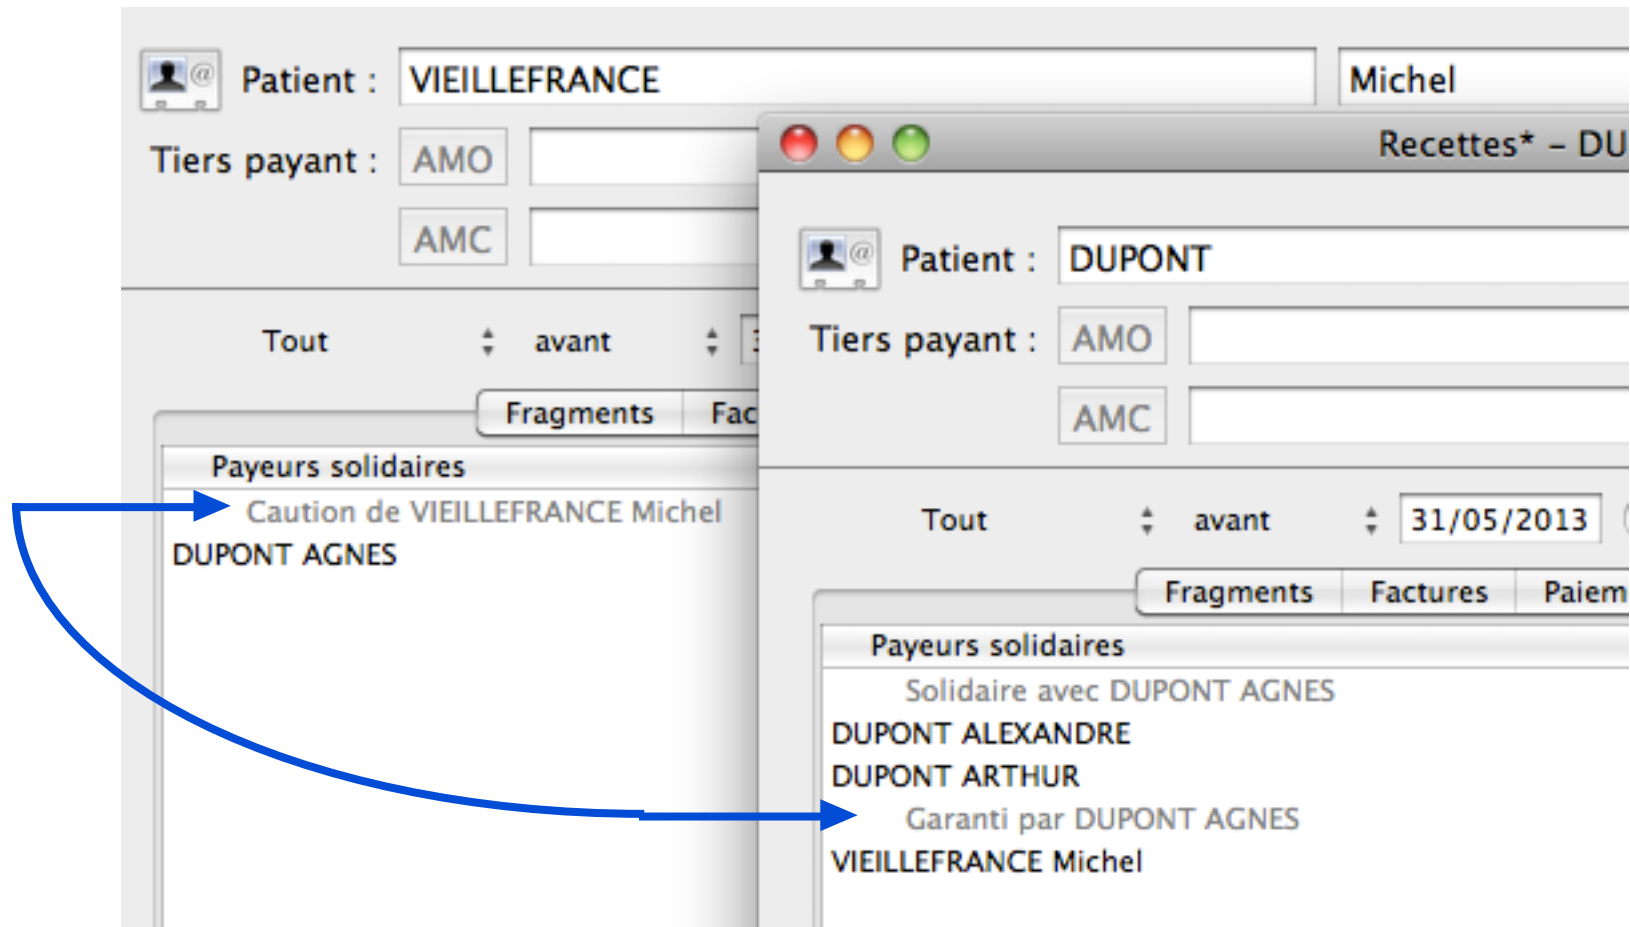 Patient : VIEILLEFRANCE Michel
Tiers payant : AMO
AMC
Tout avant
Fragments Fac
Payeurs solidaires
Caution de VIEILLEFRANCE Michel
DUPONT AGNES
Recettes* – DU
Patient : DUPONT
Tiers payant : AMO
AMC
Tout avant 31/05/2013
Fragments Factures Paiem
Payeurs solidaires
Solidaire avec DUPONT AGNES
DUPONT ALEXANDRE
DUPONT ARTHUR
Garanti par DUPONT AGNES
VIEILLEFRANCE Michel